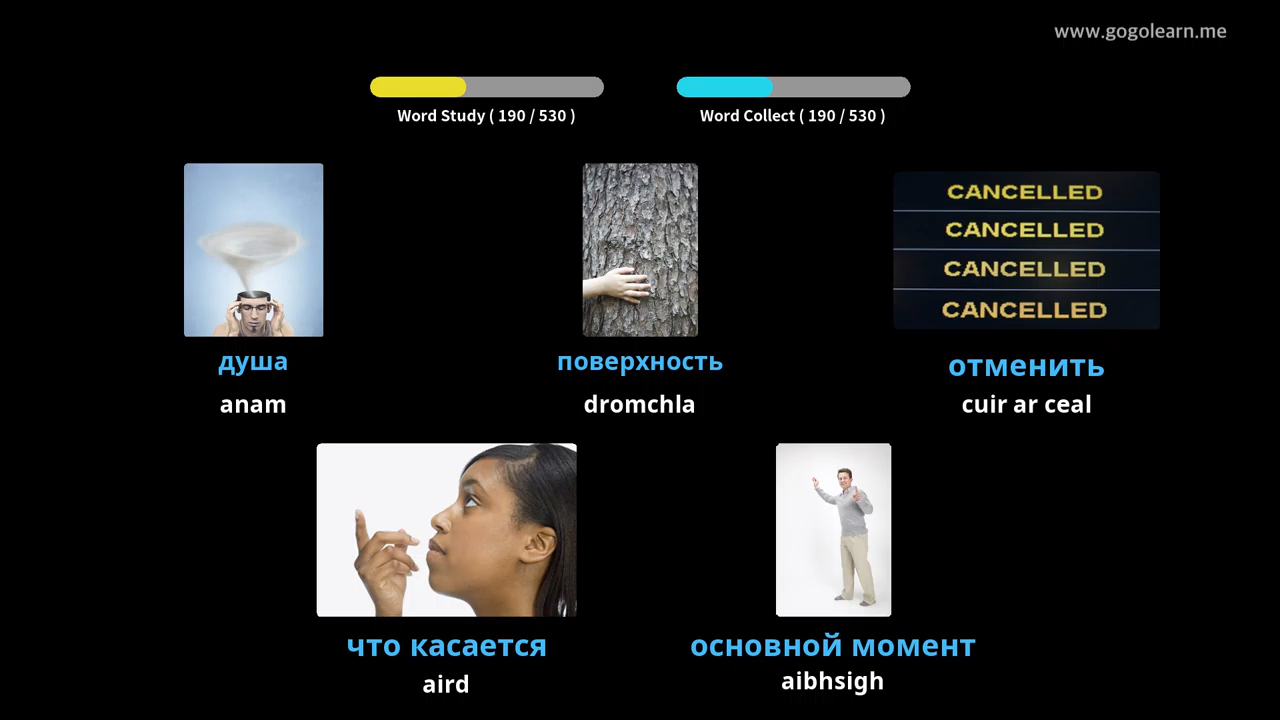 www.gogolearn.me
Word Study ( 190 / 530 )
Word Collect ( 190 / 530 )
CANCELLED
CANCELLED
CANCELLED
CANCELLED
душа
поверхность
отменить
anam
dromchla
cuir ar ceal
что касается
основной момент
aird
aibhsigh